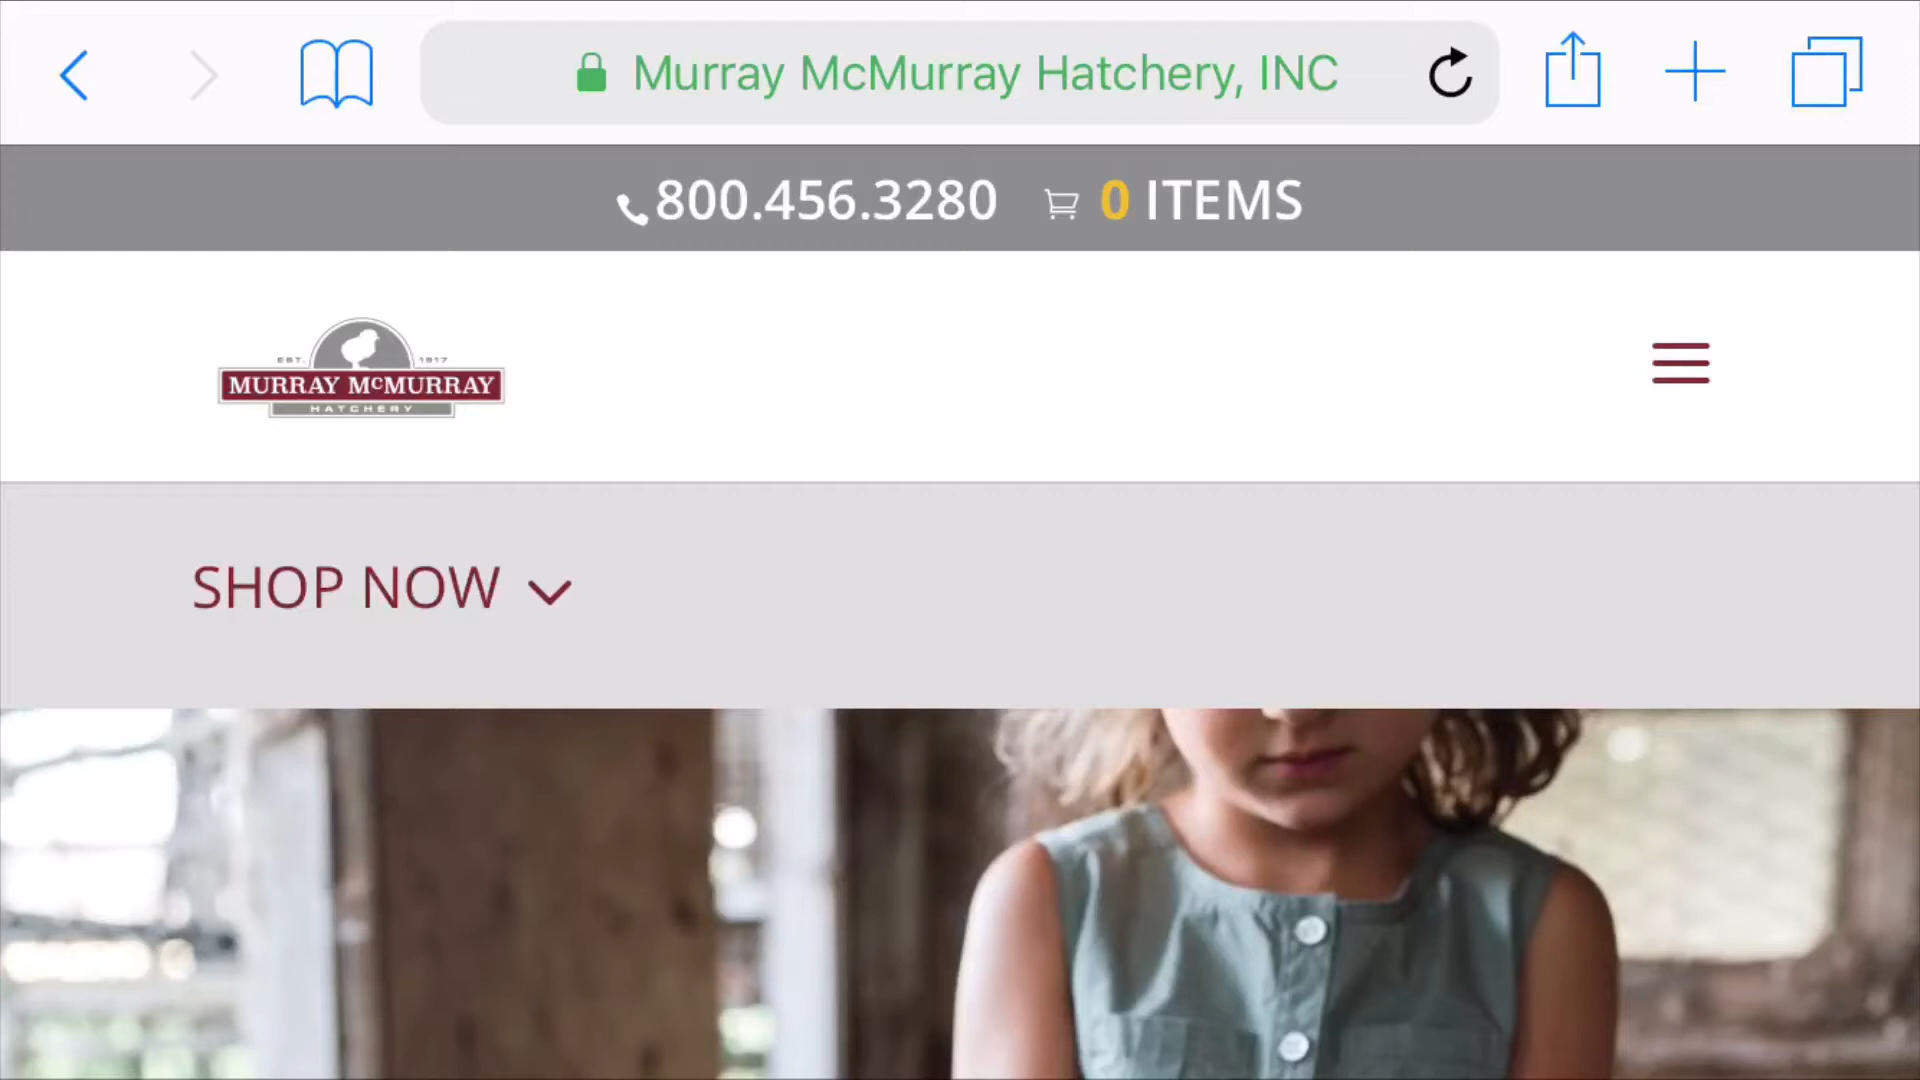 Murray McMurray Hatchery, INC
800.456.3280 0 ITEMS
EST. 1917
MURRAY McMURRAY
HATCHERY
SHOP NOW